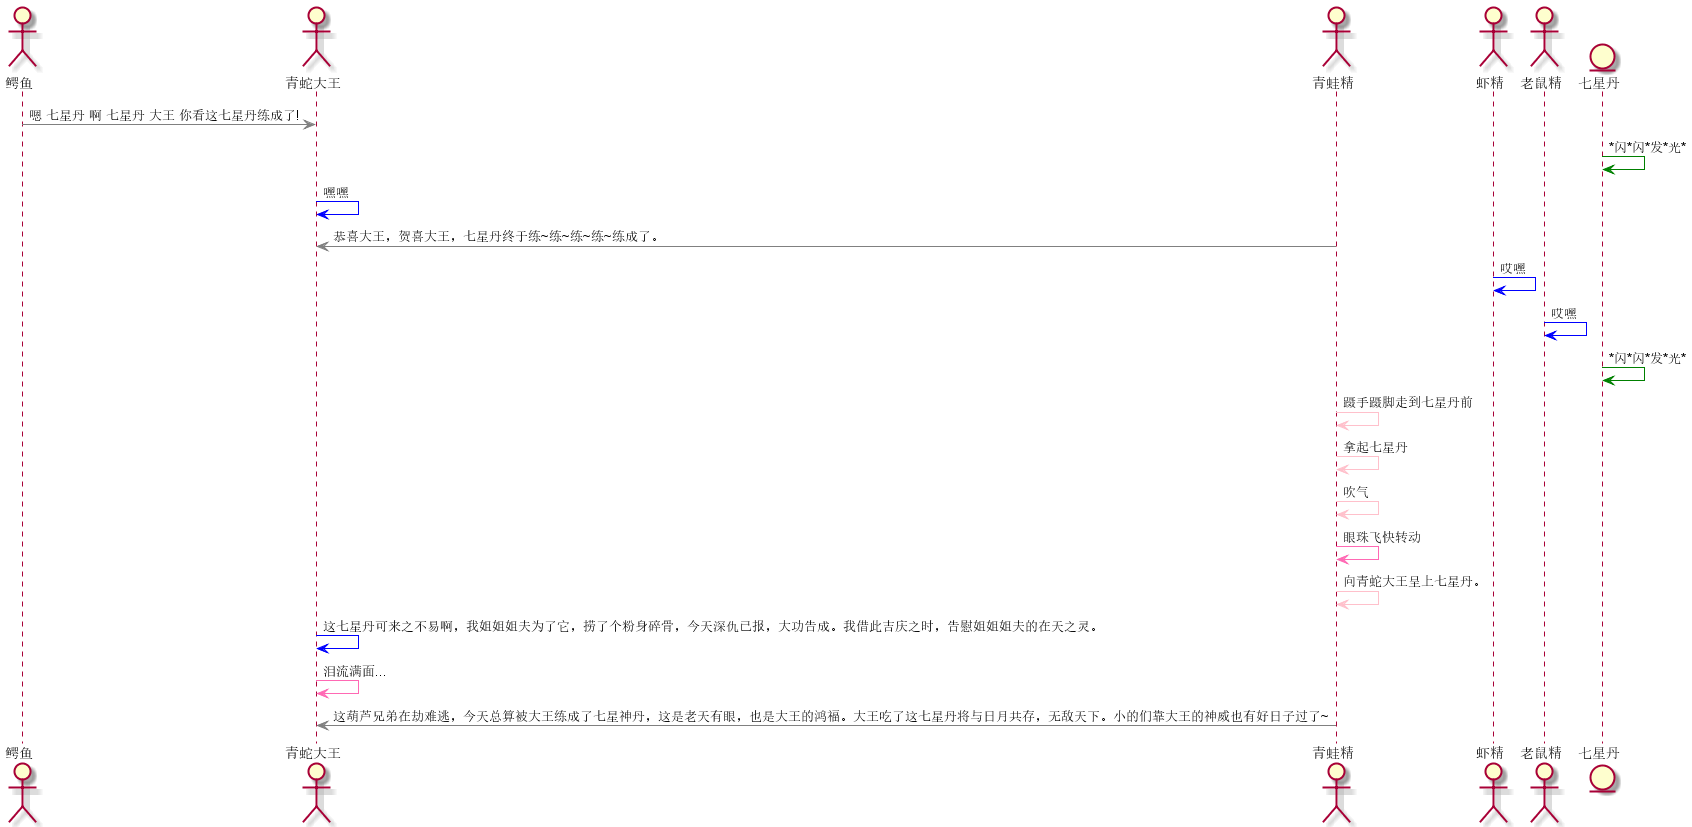 鳄鱼 青蛇大王 青蛙精 虾精 老鼠精 七星丹
嗯 七星丹 啊 七星丹 大王 你看这七星丹练成了!
*闪*闪*发*光*
嘿嘿
恭喜大王，贺喜大王，七星丹终于练~练~练~练~练成了。
哎嘿
哎嘿
*闪*闪*发*光*
蹑手蹑脚走到七星丹前
拿起七星丹
吹气
眼珠飞快转动
向青蛇大王呈上七星丹。
这七星丹可来之不易啊，我姐姐姐夫为了它，捞了个粉身碎骨，今天深仇已报，大功告成。我借此吉庆之时，告慰姐姐姐夫的在天之灵。
泪流满面...
这葫芦兄弟在劫难逃，今天总算被大王练成了七星神丹，这是老天有眼，也是大王的鸿福。大王吃了这七星丹将与日月共存，无敌天下。小的们靠大王的神威也有好日子过了~
鳄鱼 青蛇大王 青蛙精 虾精 老鼠精 七星丹